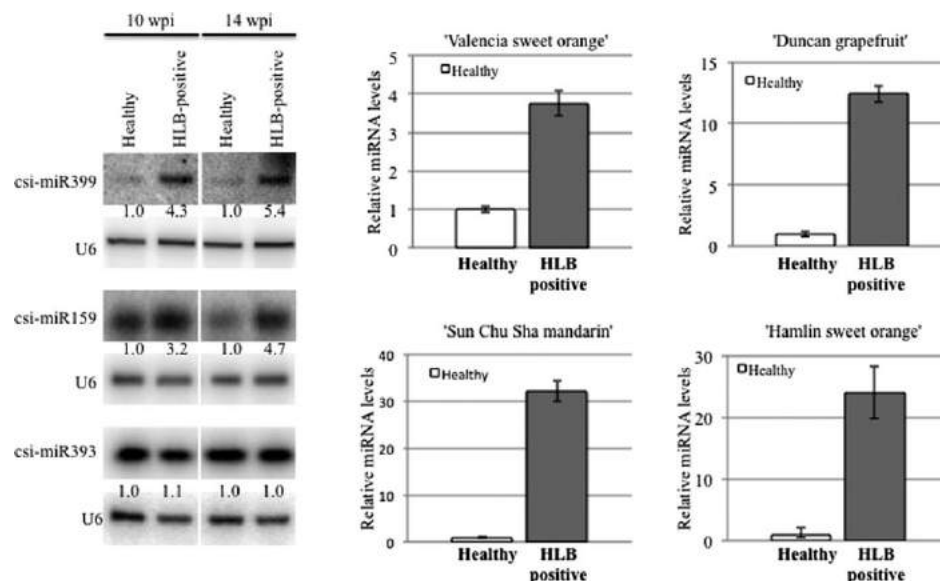 10 wpi 14 wpi
Healthy
HLB-positive
Healthy
HLB-positive
csi-miR399
1.0 4.3 1.0 5.4
U6
csi-miR159
1.0 3.2 1.0 4.7
U6
csi-miR393
1.0 1.1 1.0 1.0
U6
'Valencia sweet orange'
Relative miRNA levels
5
4
3
2
1
0
Healthy
Healthy HLB
positive
'Duncan grapefruit'
Relative miRNA levels
15
10
5
0
Healthy
Healthy HLB
positive
'Sun Chu Sha mandarin'
Relative miRNA levels
40
30
20
10
0
Healthy
Healthy HLB
positive
'Hamlin sweet orange'
Relative miRNA levels
30
20
10
0
Healthy
Healthy HLB
positive